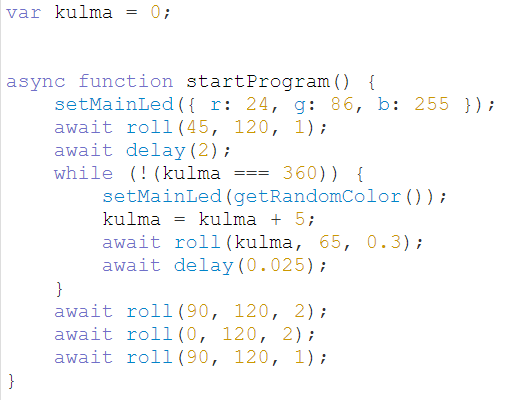 var kulma = 0;
async function startProgram() {
    setMainLed({ r: 24, g: 86, b: 255 });
    await roll(45, 120, 1);
    await delay(2);
    while (!(kulma === 360)) {
        setMainLed(getRandomColor());
        kulma = kulma + 5;
        await roll(kulma, 65, 0.3);
        await delay(0.025);
    }
    await roll(90, 120, 2);
    await roll(0, 120, 2);
    await roll(90, 120, 1);
}